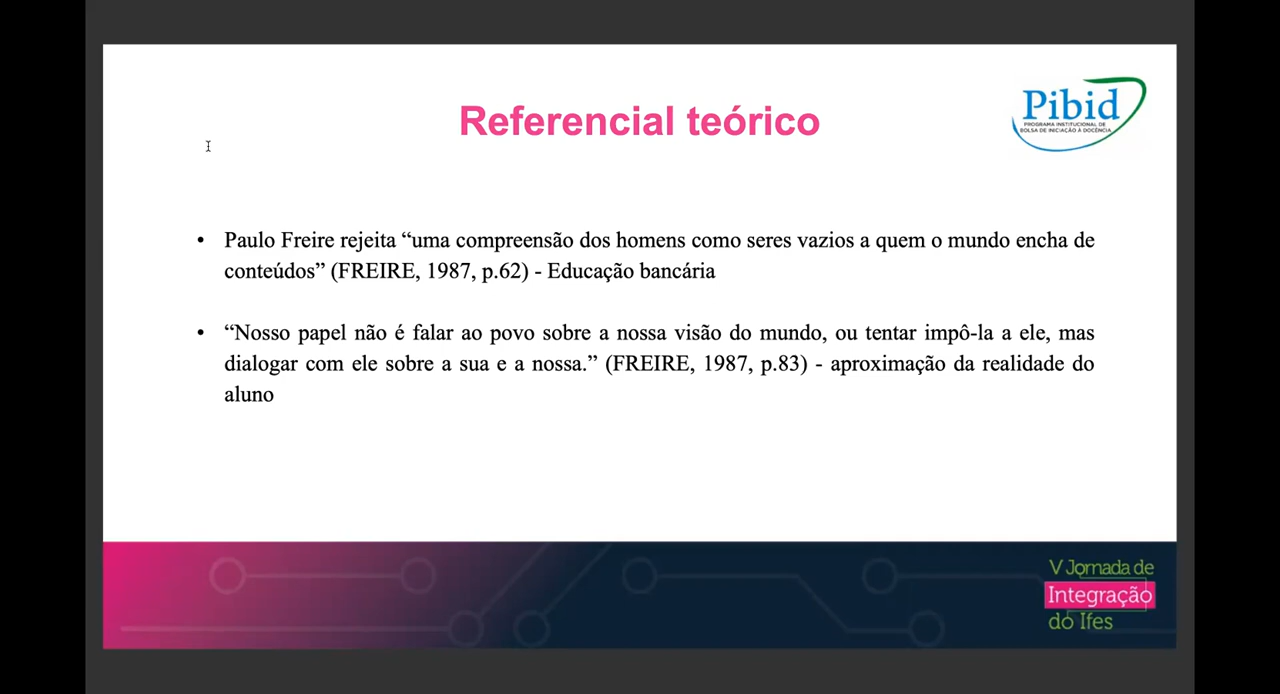 Referencial teórico
Pibid
PROGRAMA INSTITUCIONAL DE
BOLSA DE INICIAÇÃO À DOCÊNCIA
• Paulo Freire rejeita “uma compreensão dos homens como seres vazios a quem o mundo encha de
conteúdos” (FREIRE, 1987, p.62) - Educação bancária
• “Nosso papel não é falar ao povo sobre a nossa visão do mundo, ou tentar impô-la a ele, mas
dialogar com ele sobre a sua e a nossa.” (FREIRE, 1987, p.83) - aproximação da realidade do
aluno
V Jornada de
Integração
do Ifes